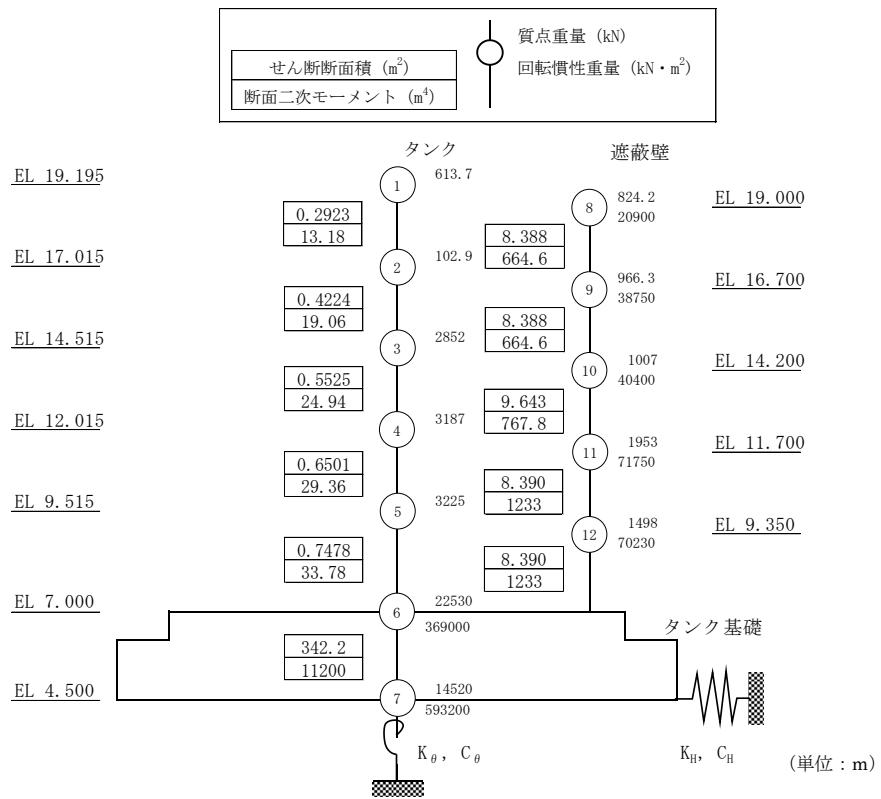 質点重量 (kN)
回転慣性重量 (kN・m²)
せん断断面積 (m²)
断面二次モーメント (m⁴)
タンク
遮蔽壁
EL 19.195
1
613.7
8
824.2
20900
EL 19.000
0.2923
13.18
8.388
664.6
EL 17.015
2
102.9
9
966.3
38750
EL 16.700
0.4224
19.06
8.388
664.6
EL 14.515
3
2852
10
1007
40400
EL 14.200
0.5525
24.94
9.643
767.8
EL 12.015
4
3187
11
1953
71750
EL 11.700
0.6501
29.36
8.390
1233
EL 9.515
5
3225
12
1498
70230
EL 9.350
0.7478
33.78
8.390
1233
EL 7.000
6
22530
369000
タンク基礎
342.2
11200
EL 4.500
7
14520
593200
Kθ, Cθ
KH, CH
(単位：m)